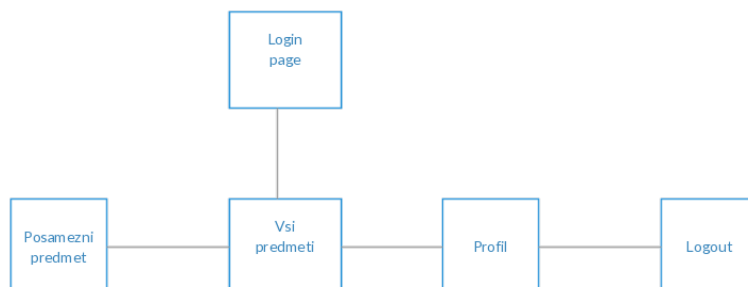 Login
page
Posamezni
predmet
Vsi
predmeti
Profil
Logout